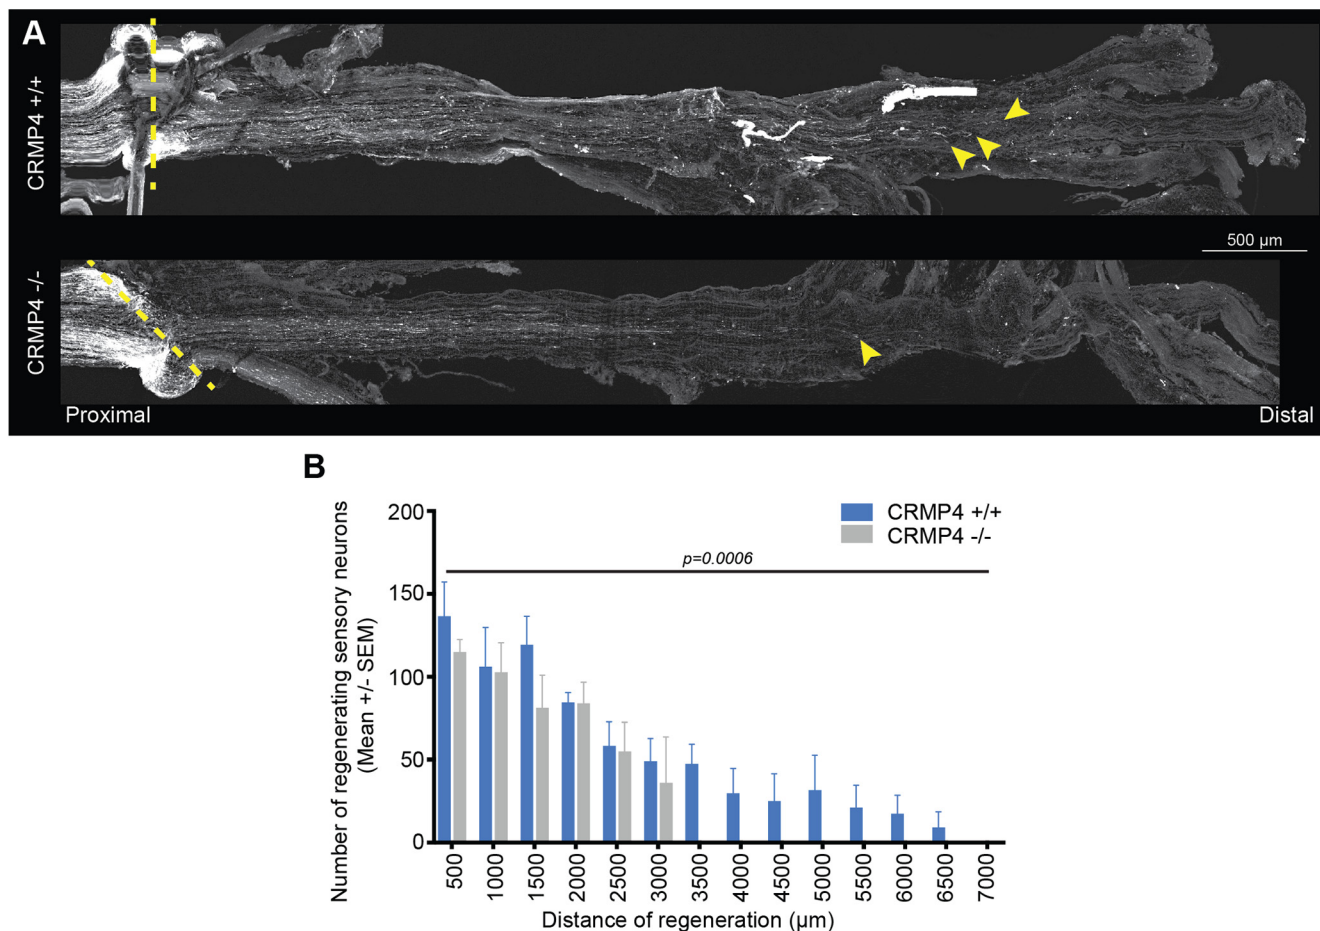 A
CRMP4 +/+
500 µm
CRMP4 -/-
Proximal
Distal
B
Number of regenerating sensory neurons
(Mean +/- SEM)
200
150
100
50
0
CRMP4 +/+
CRMP4 -/-
p=0.0006
500
1000
1500
2000
2500
3000
3500
4000
4500
5000
5500
6000
6500
7000
Distance of regeneration (µm)